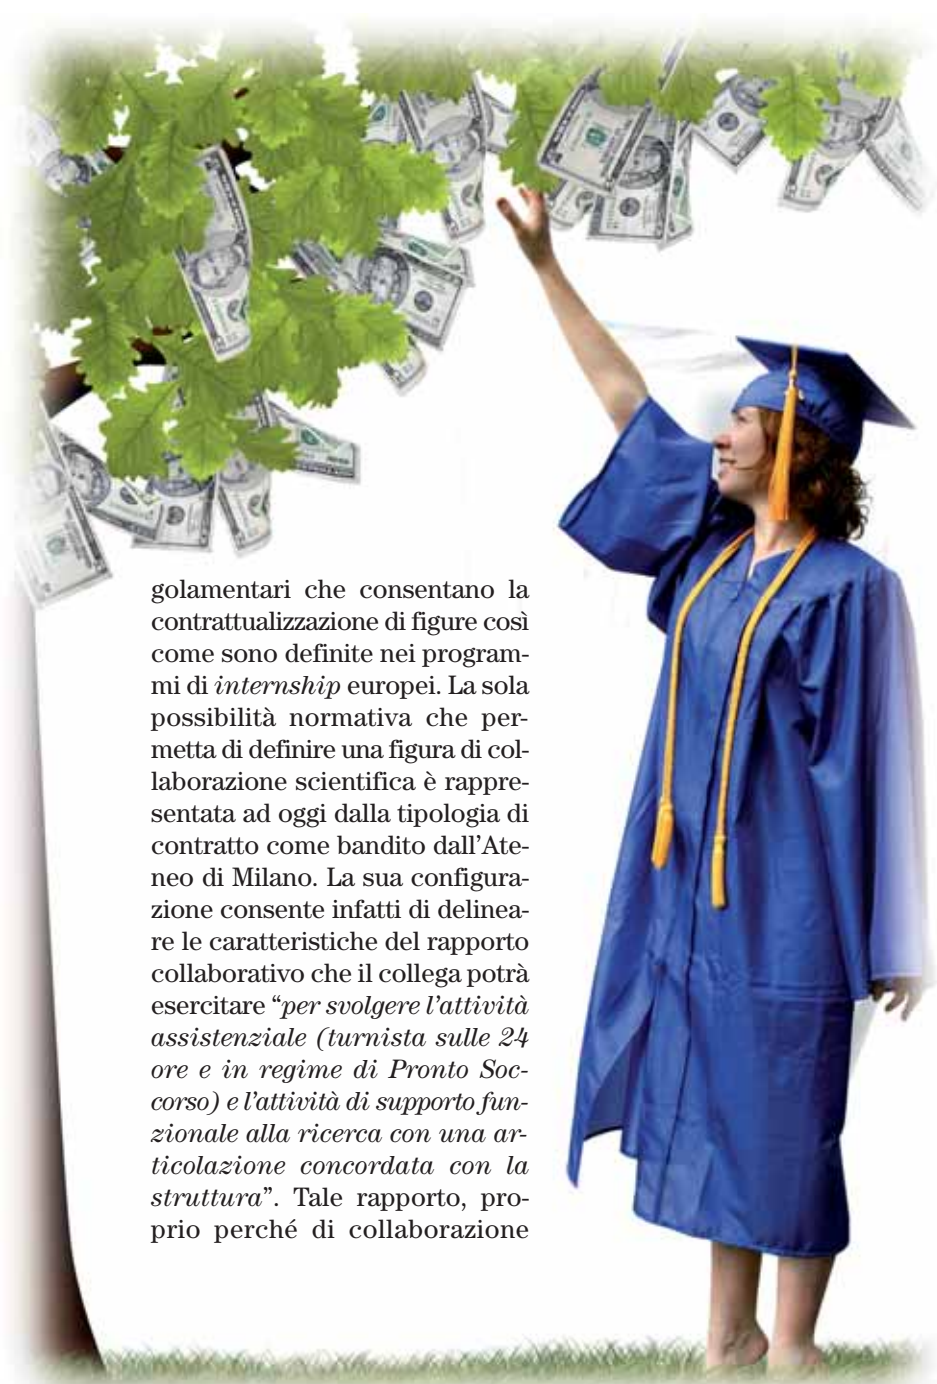 golamentari che consentano la
contrattualizzazione di figure così
come sono definite nei program-
mi di internship europei. La sola
possibilità normativa che per-
metta di definire una figura di col-
laborazione scientifica è rappre-
sentata ad oggi dalla tipologia di
contratto come bandito dall’Ate-
neo di Milano. La sua configura-
zione consente infatti di delinea-
re le caratteristiche del rapporto
collaborativo che il collega potrà
esercitare “per svolgere l’attività
assistenziale (turnista sulle 24
ore e in regime di Pronto Soc-
corso) e l’attività di supporto fun-
zionale alla ricerca con una ar-
ticolazione concordata con la
struttura”. Tale rapporto, pro-
prio perché di collaborazione